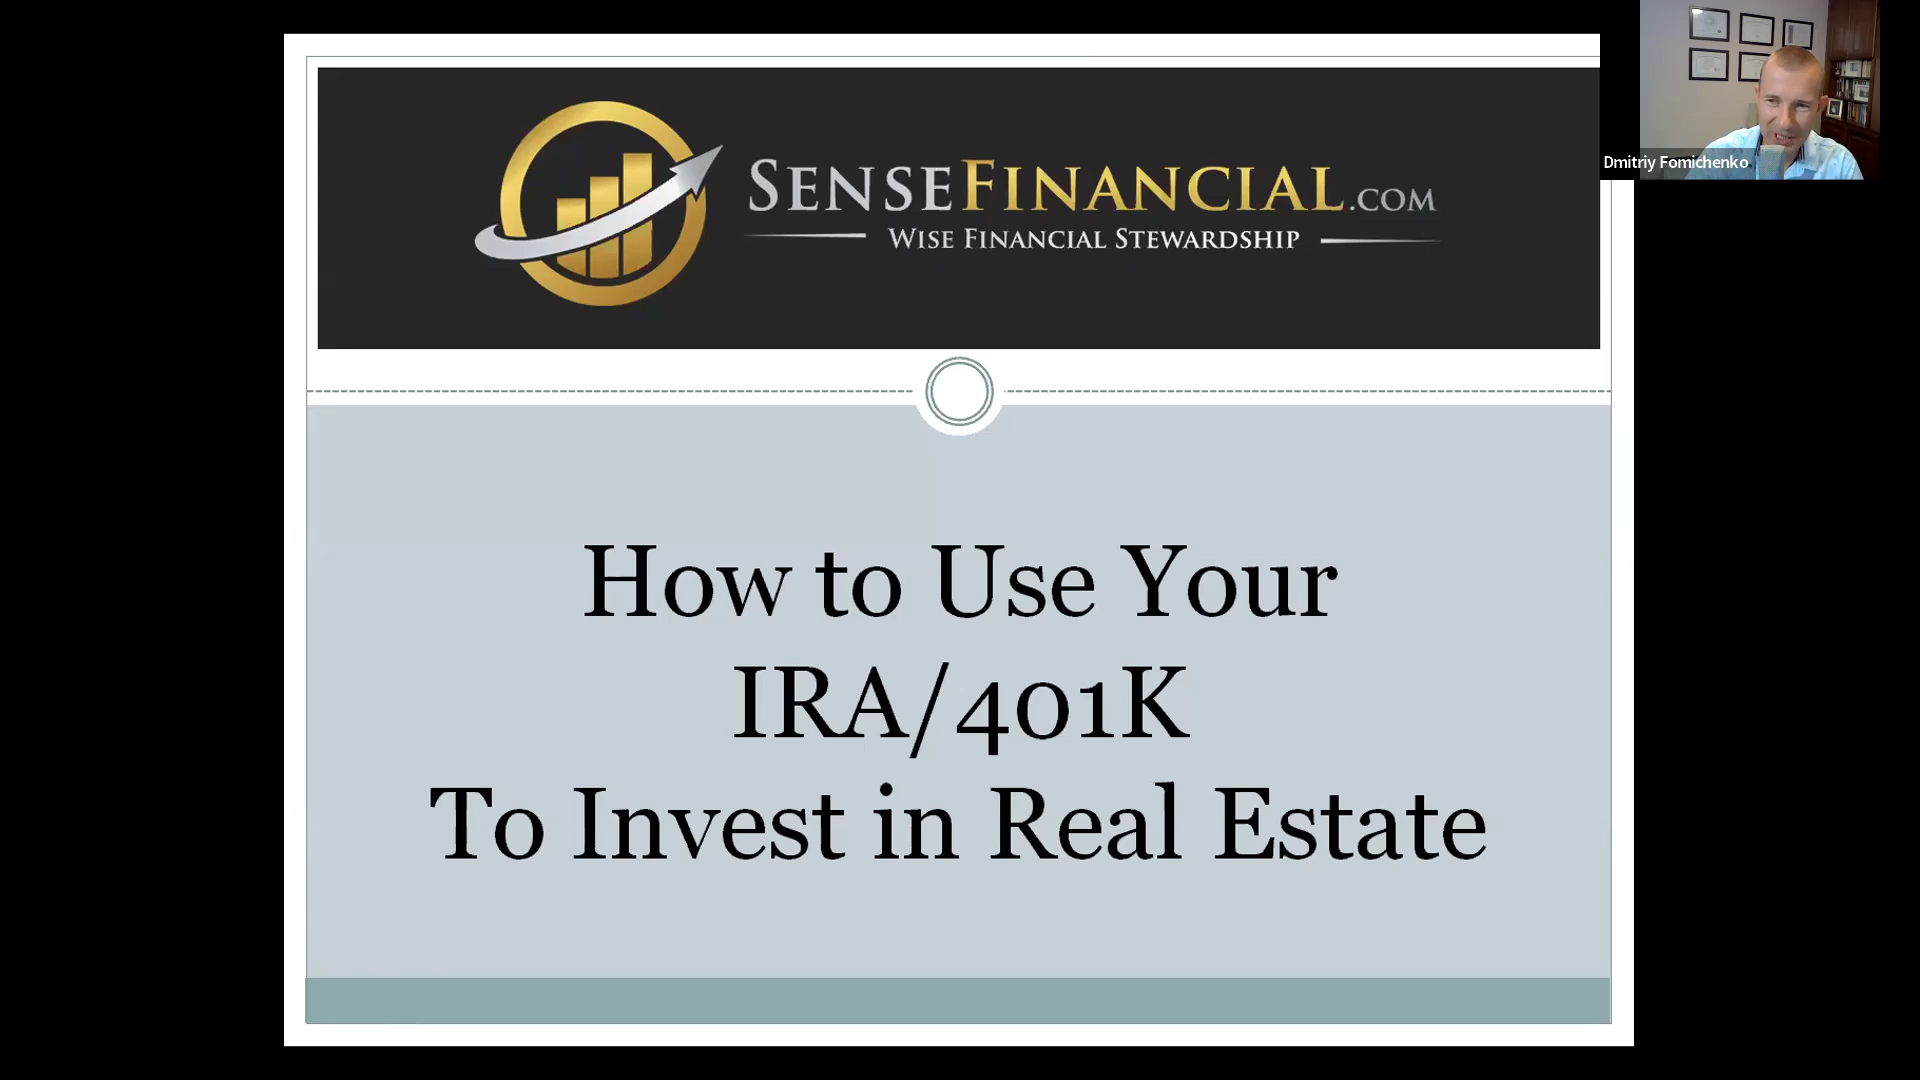 SENSEFINANCIAL.COM
WISE FINANCIAL STEWARDSHIP
Dmitriy Fomichenko
How to Use Your
IRA/401K
To Invest in Real Estate